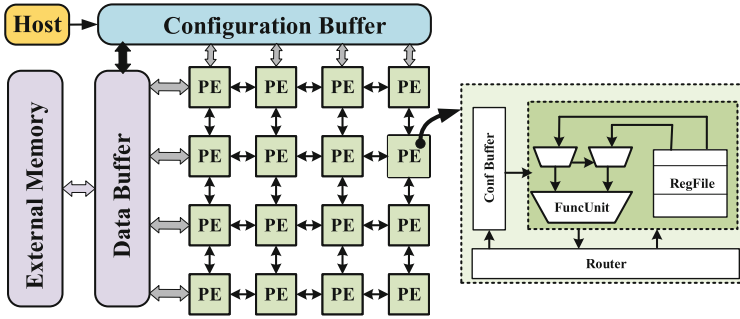 Host
Configuration Buffer
External Memory
Data Buffer
PE PE PE PE
PE PE PE PE
PE PE PE PE
PE PE PE PE
Conf Buffer
RegFile
FuncUnit
Router